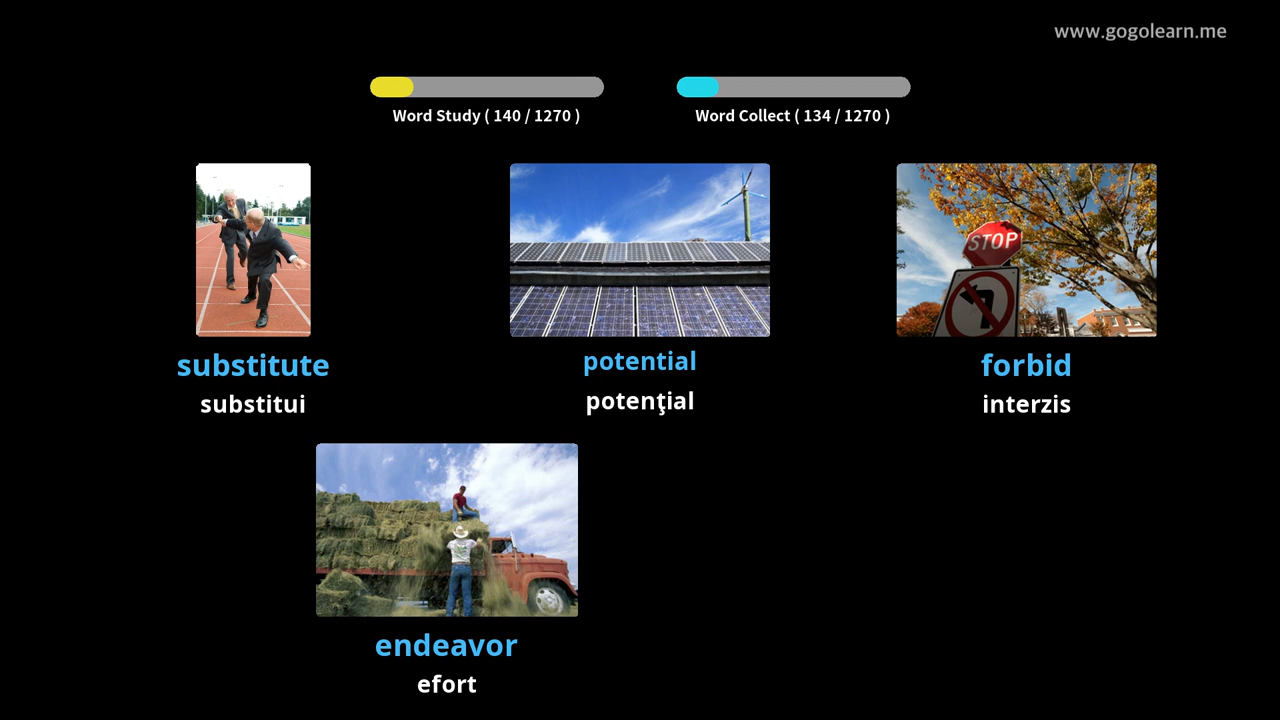 www.gogolearn.me
Word Study ( 140 / 1270 )
Word Collect ( 134 / 1270 )
STOP
substitute
substitui
potential
potenţial
forbid
interzis
endeavor
efort